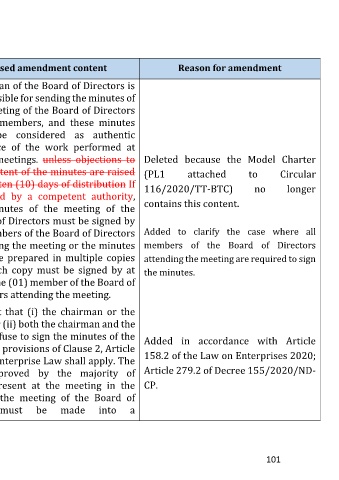 sed amendment content
Reason for amendment
an of the Board of Directors is
sible for sending the minutes of
eting of the Board of Directors
members, and these minutes
be considered as authentic
ce of the work performed at
meetings. unless objections to
tent of the minutes are raised
ten (10) days of distribution If
d by a competent authority,
nutes of the meeting of the
of Directors must be signed by
mbers of the Board of Directors
ng the meeting or the minutes
e prepared in multiple copies
ch copy must be signed by at
ne (01) member of the Board of
rs attending the meeting.
Deleted because the Model Charter
(PL1 attached to Circular
116/2020/TT-BTC) no longer
contains this content.
Added to clarify the case where all
members of the Board of Directors
attending the meeting are required to sign
the minutes.
t that (i) the chairman or the
(ii) both the chairman and the
fuse to sign the minutes of the
provisions of Clause 2, Article
nterprise Law shall apply. The
proved by the majority of
resent at the meeting in the
the meeting of the Board of
must be made into a
Added in accordance with Article
158.2 of the Law on Enterprises 2020;
Article 279.2 of Decree 155/2020/ND-
CP.
101